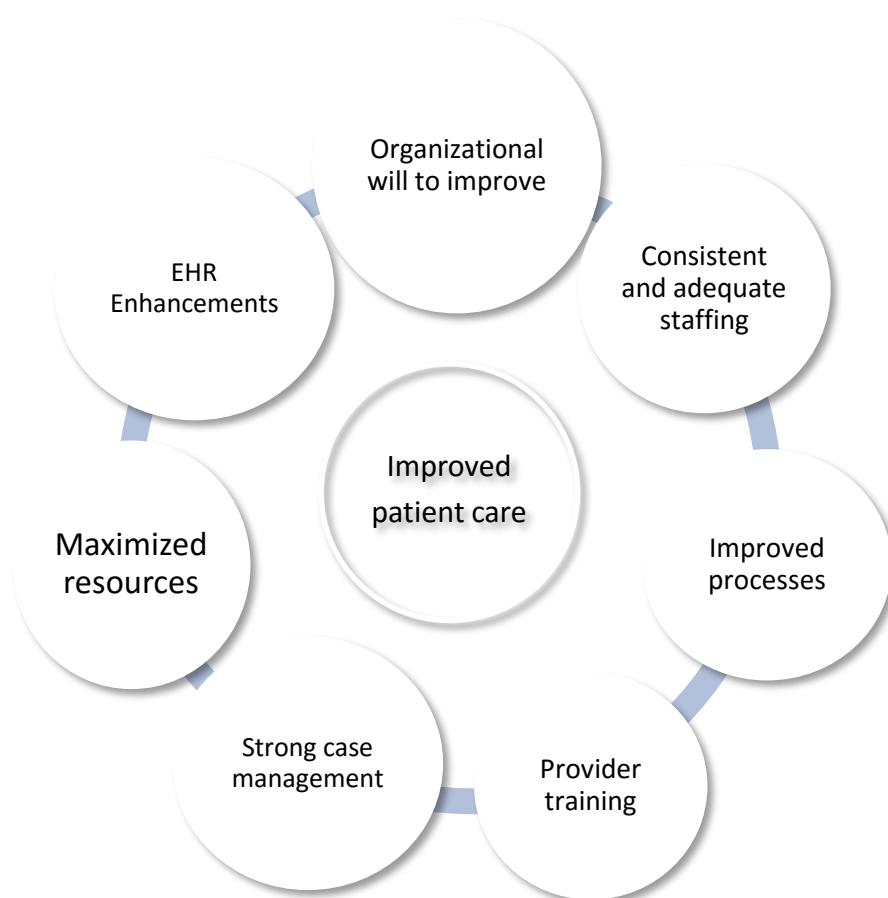 Organizational
will to improve
Consistent
and adequate
staffing
Improved
processes
Provider
training
Strong case
management
Maximized
resources
EHR
Enhancements
Improved
patient care